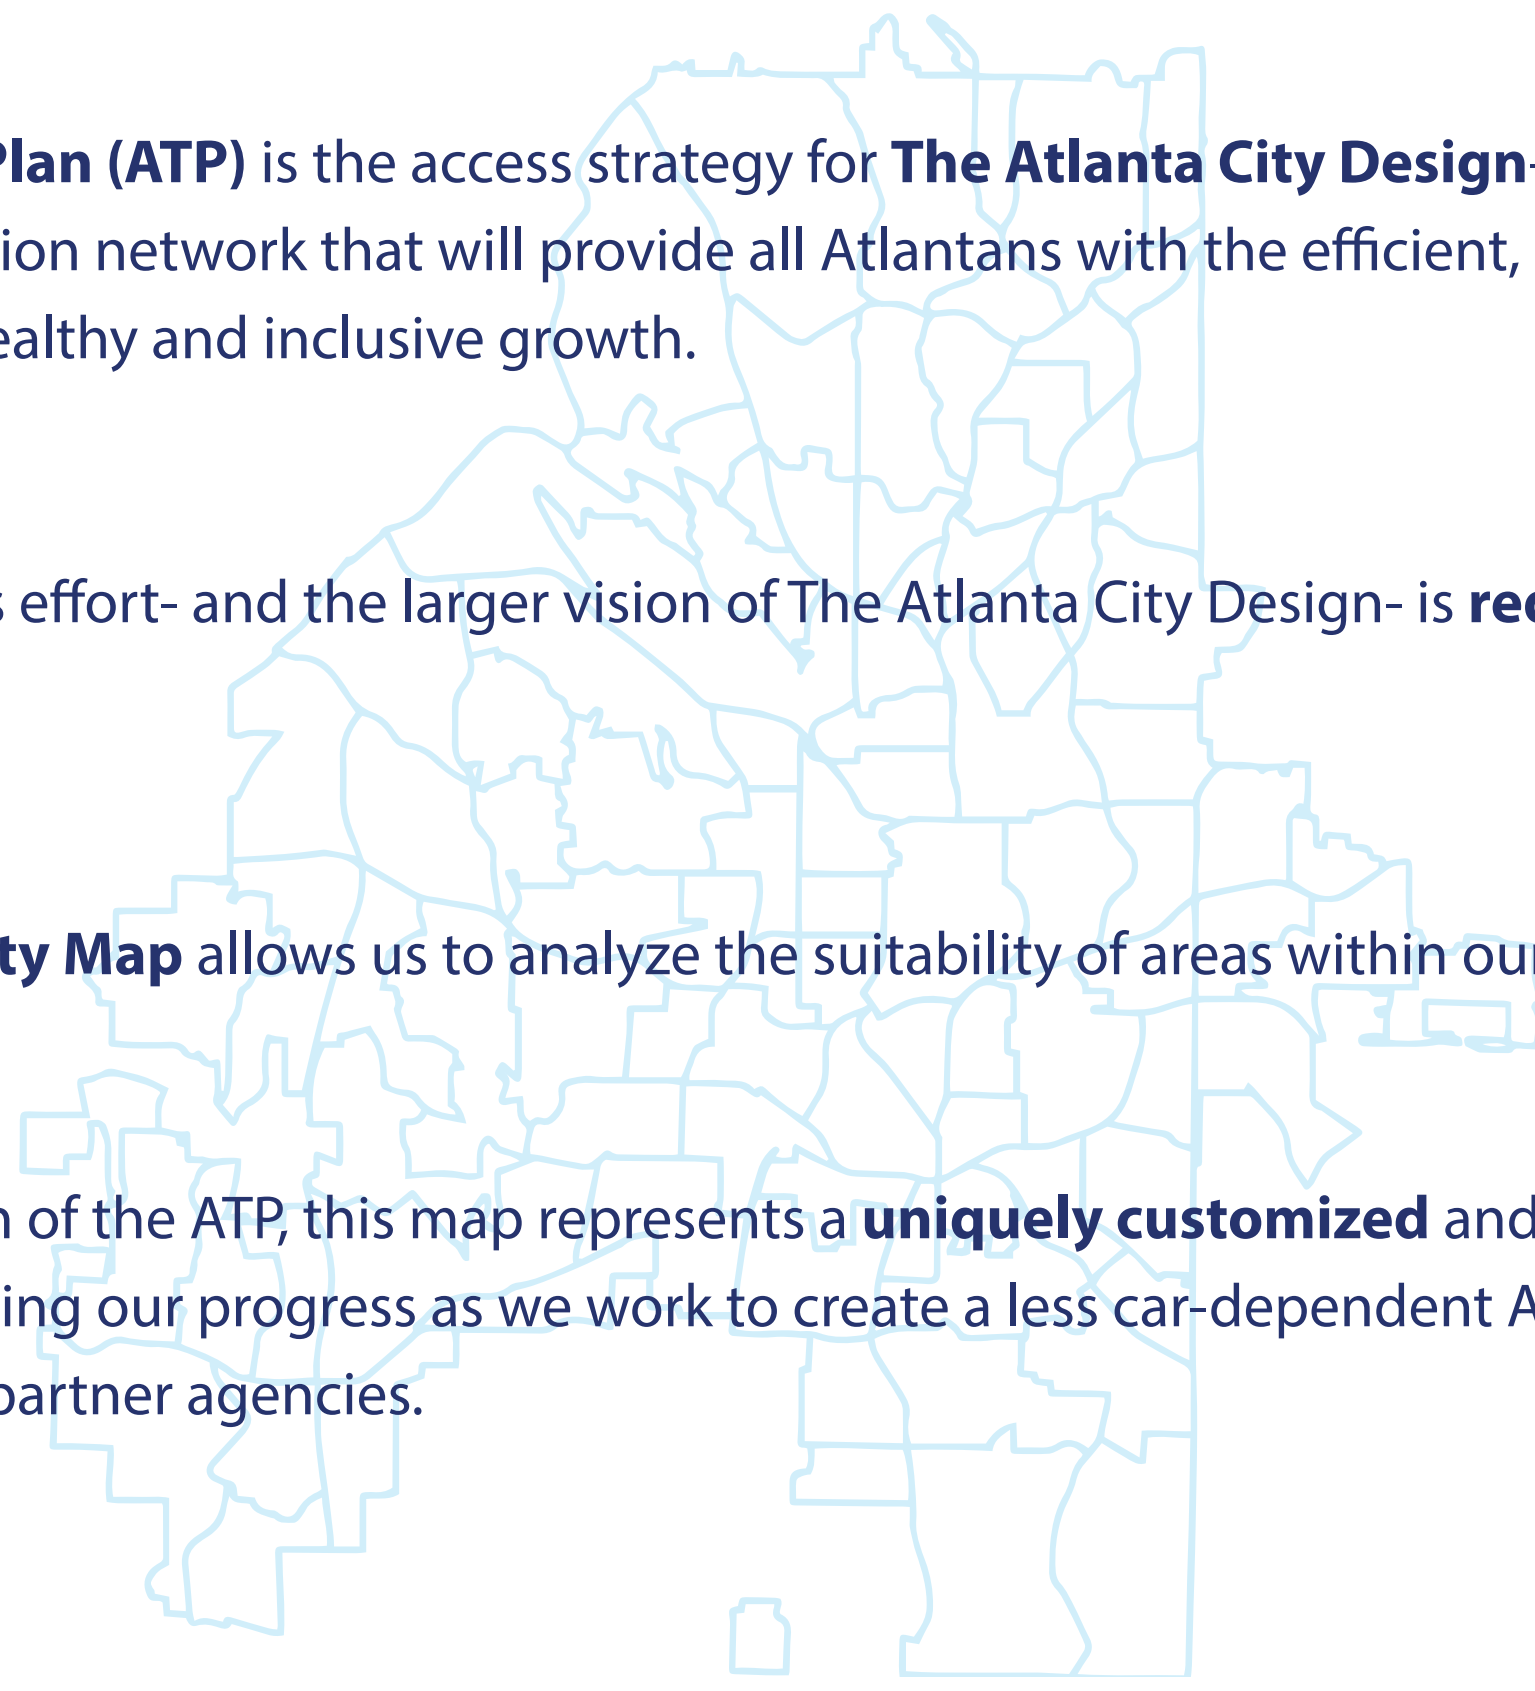 Plan (ATP) is the access strategy for The Atlanta City Design-
ion network that will provide all Atlantans with the efficient,
ealthy and inclusive growth.
s effort- and the larger vision of The Atlanta City Design- is
ty Map allows us to analyze the suitability of areas within our
n of the ATP, this map represents a uniquely customized and
ing our progress as we work to create a less car-dependent A
partner agencies.